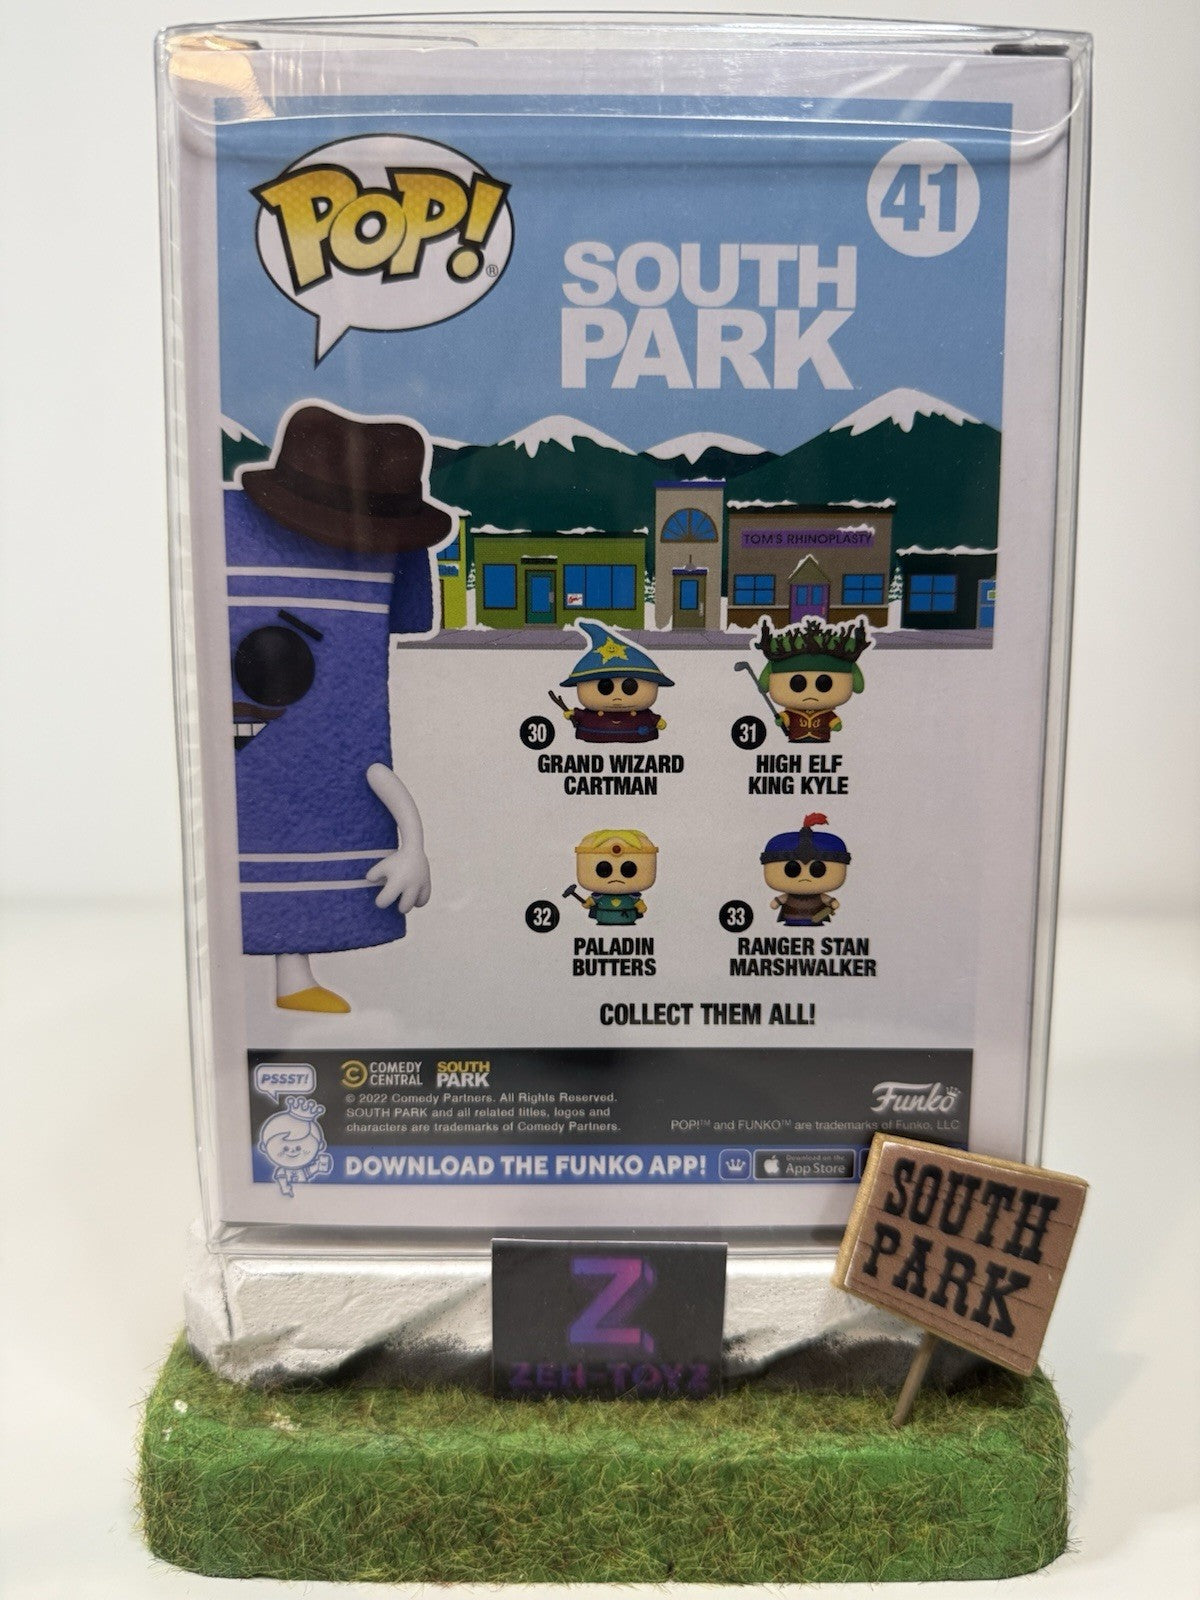 POP!®
41
SOUTH
PARK
TOM'S RHINOPLASTY
30
GRAND WIZARD
CARTMAN
31
HIGH ELF
KING KYLE
32
PALADIN
BUTTERS
33
RANGER STAN
MARSHWALKER
COLLECT THEM ALL!
PSSST!
COMEDY
CENTRAL
SOUTH
PARK
© 2022 Comedy Partners. All Rights Reserved.
SOUTH PARK and all related titles, logos and
characters are trademarks of Comedy Partners.
Funko
POP!™ and FUNKO™ are trademarks of Funko, LLC
DOWNLOAD THE FUNKO APP!
Download on the
App Store
SOUTH
PARK
Z
ZEH-TOYZ